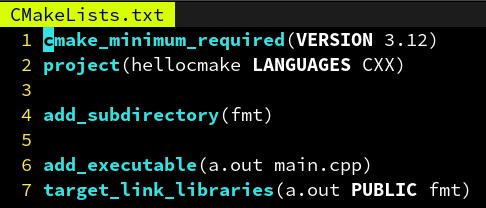 CMakeLists.txt
1 cmake_minimum_required(VERSION 3.12)
2 project(hellocmake LANGUAGES CXX)
3
4 add_subdirectory(fmt)
5
6 add_executable(a.out main.cpp)
7 target_link_libraries(a.out PUBLIC fmt)